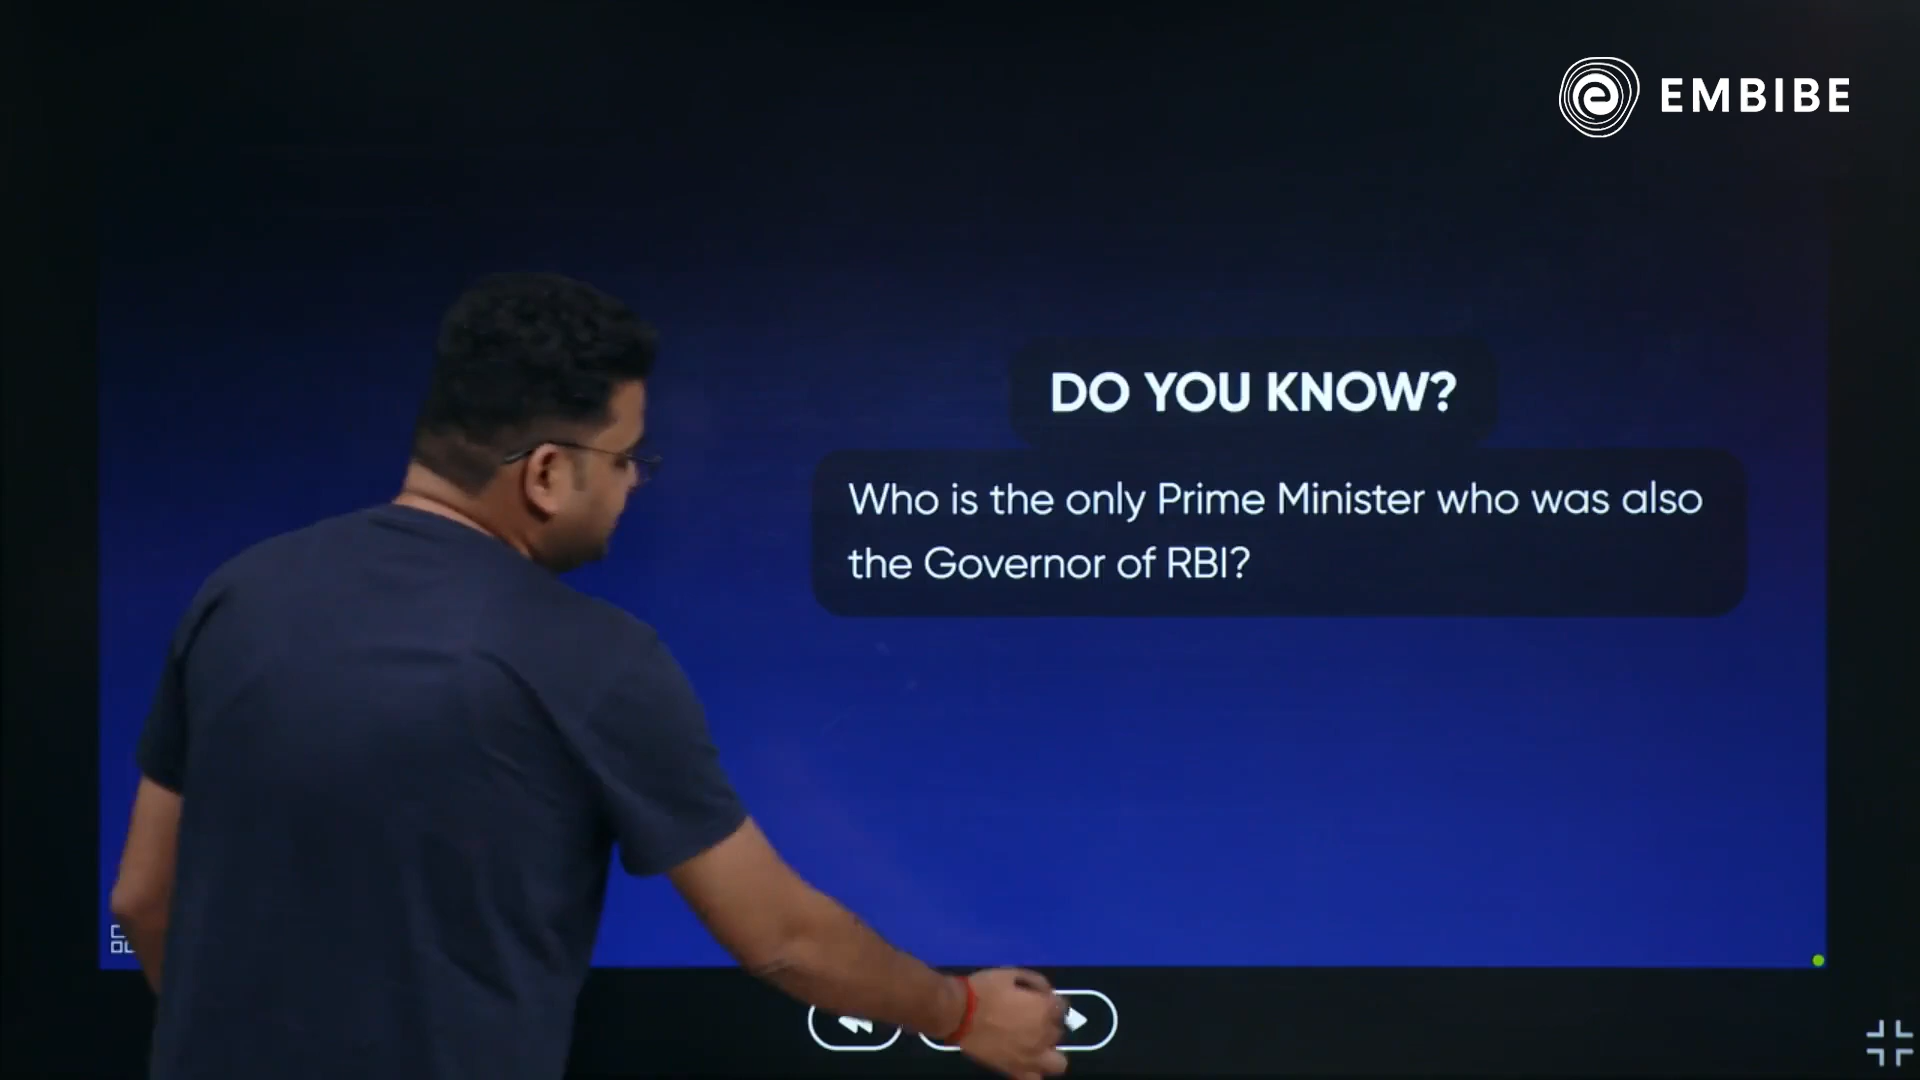 EMBIBE
DO YOU KNOW?
Who is the only Prime Minister who was also
the Governor of RBI?